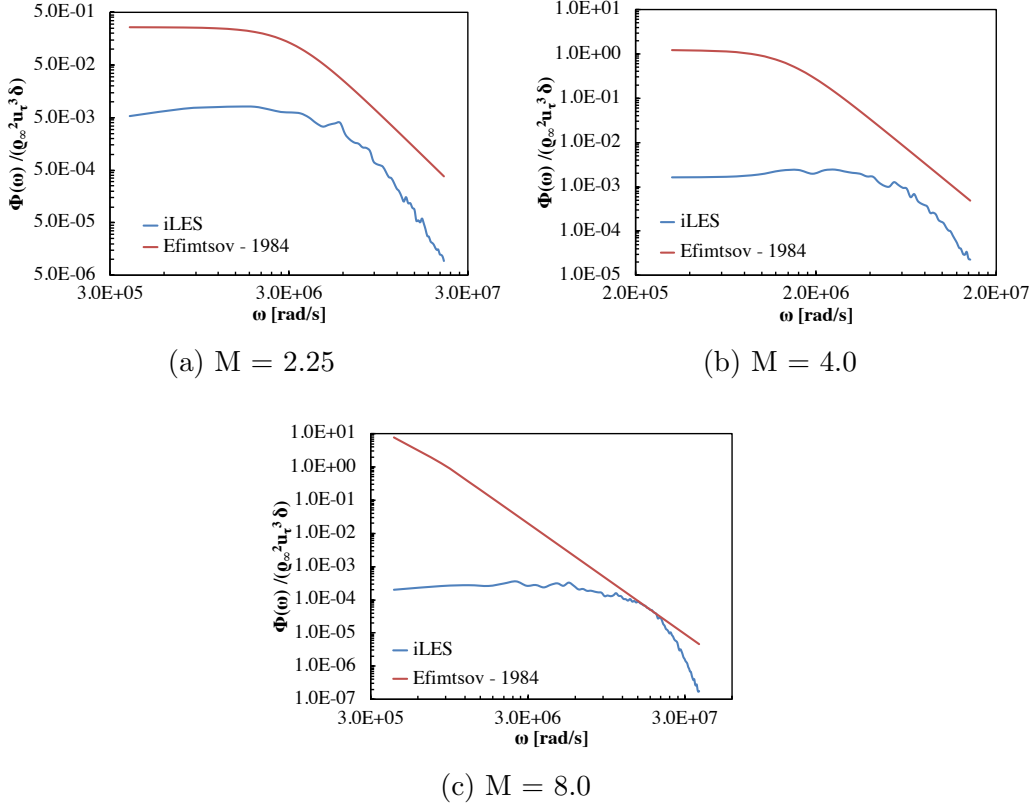 5.0E-01
5.0E-02
5.0E-03
5.0E-04
5.0E-05
5.0E-06
Φ(ω) /(ϱ∞²uτ³δ)
iLES
Efimtsov - 1984
3.0E+05 3.0E+06 3.0E+07
ω [rad/s]
(a) M = 2.25
1.0E+01
1.0E+00
1.0E-01
1.0E-02
1.0E-03
1.0E-04
1.0E-05
Φ(ω) /(ϱ∞²uτ³δ)
iLES
Efimtsov - 1984
2.0E+05 2.0E+06 2.0E+07
ω [rad/s]
(b) M = 4.0
1.0E+01
1.0E+00
1.0E-01
1.0E-02
1.0E-03
1.0E-04
1.0E-05
1.0E-06
1.0E-07
Φ(ω) /(ϱ∞²uτ³δ)
iLES
Efimtsov - 1984
3.0E+05 3.0E+06 3.0E+07
ω [rad/s]
(c) M = 8.0